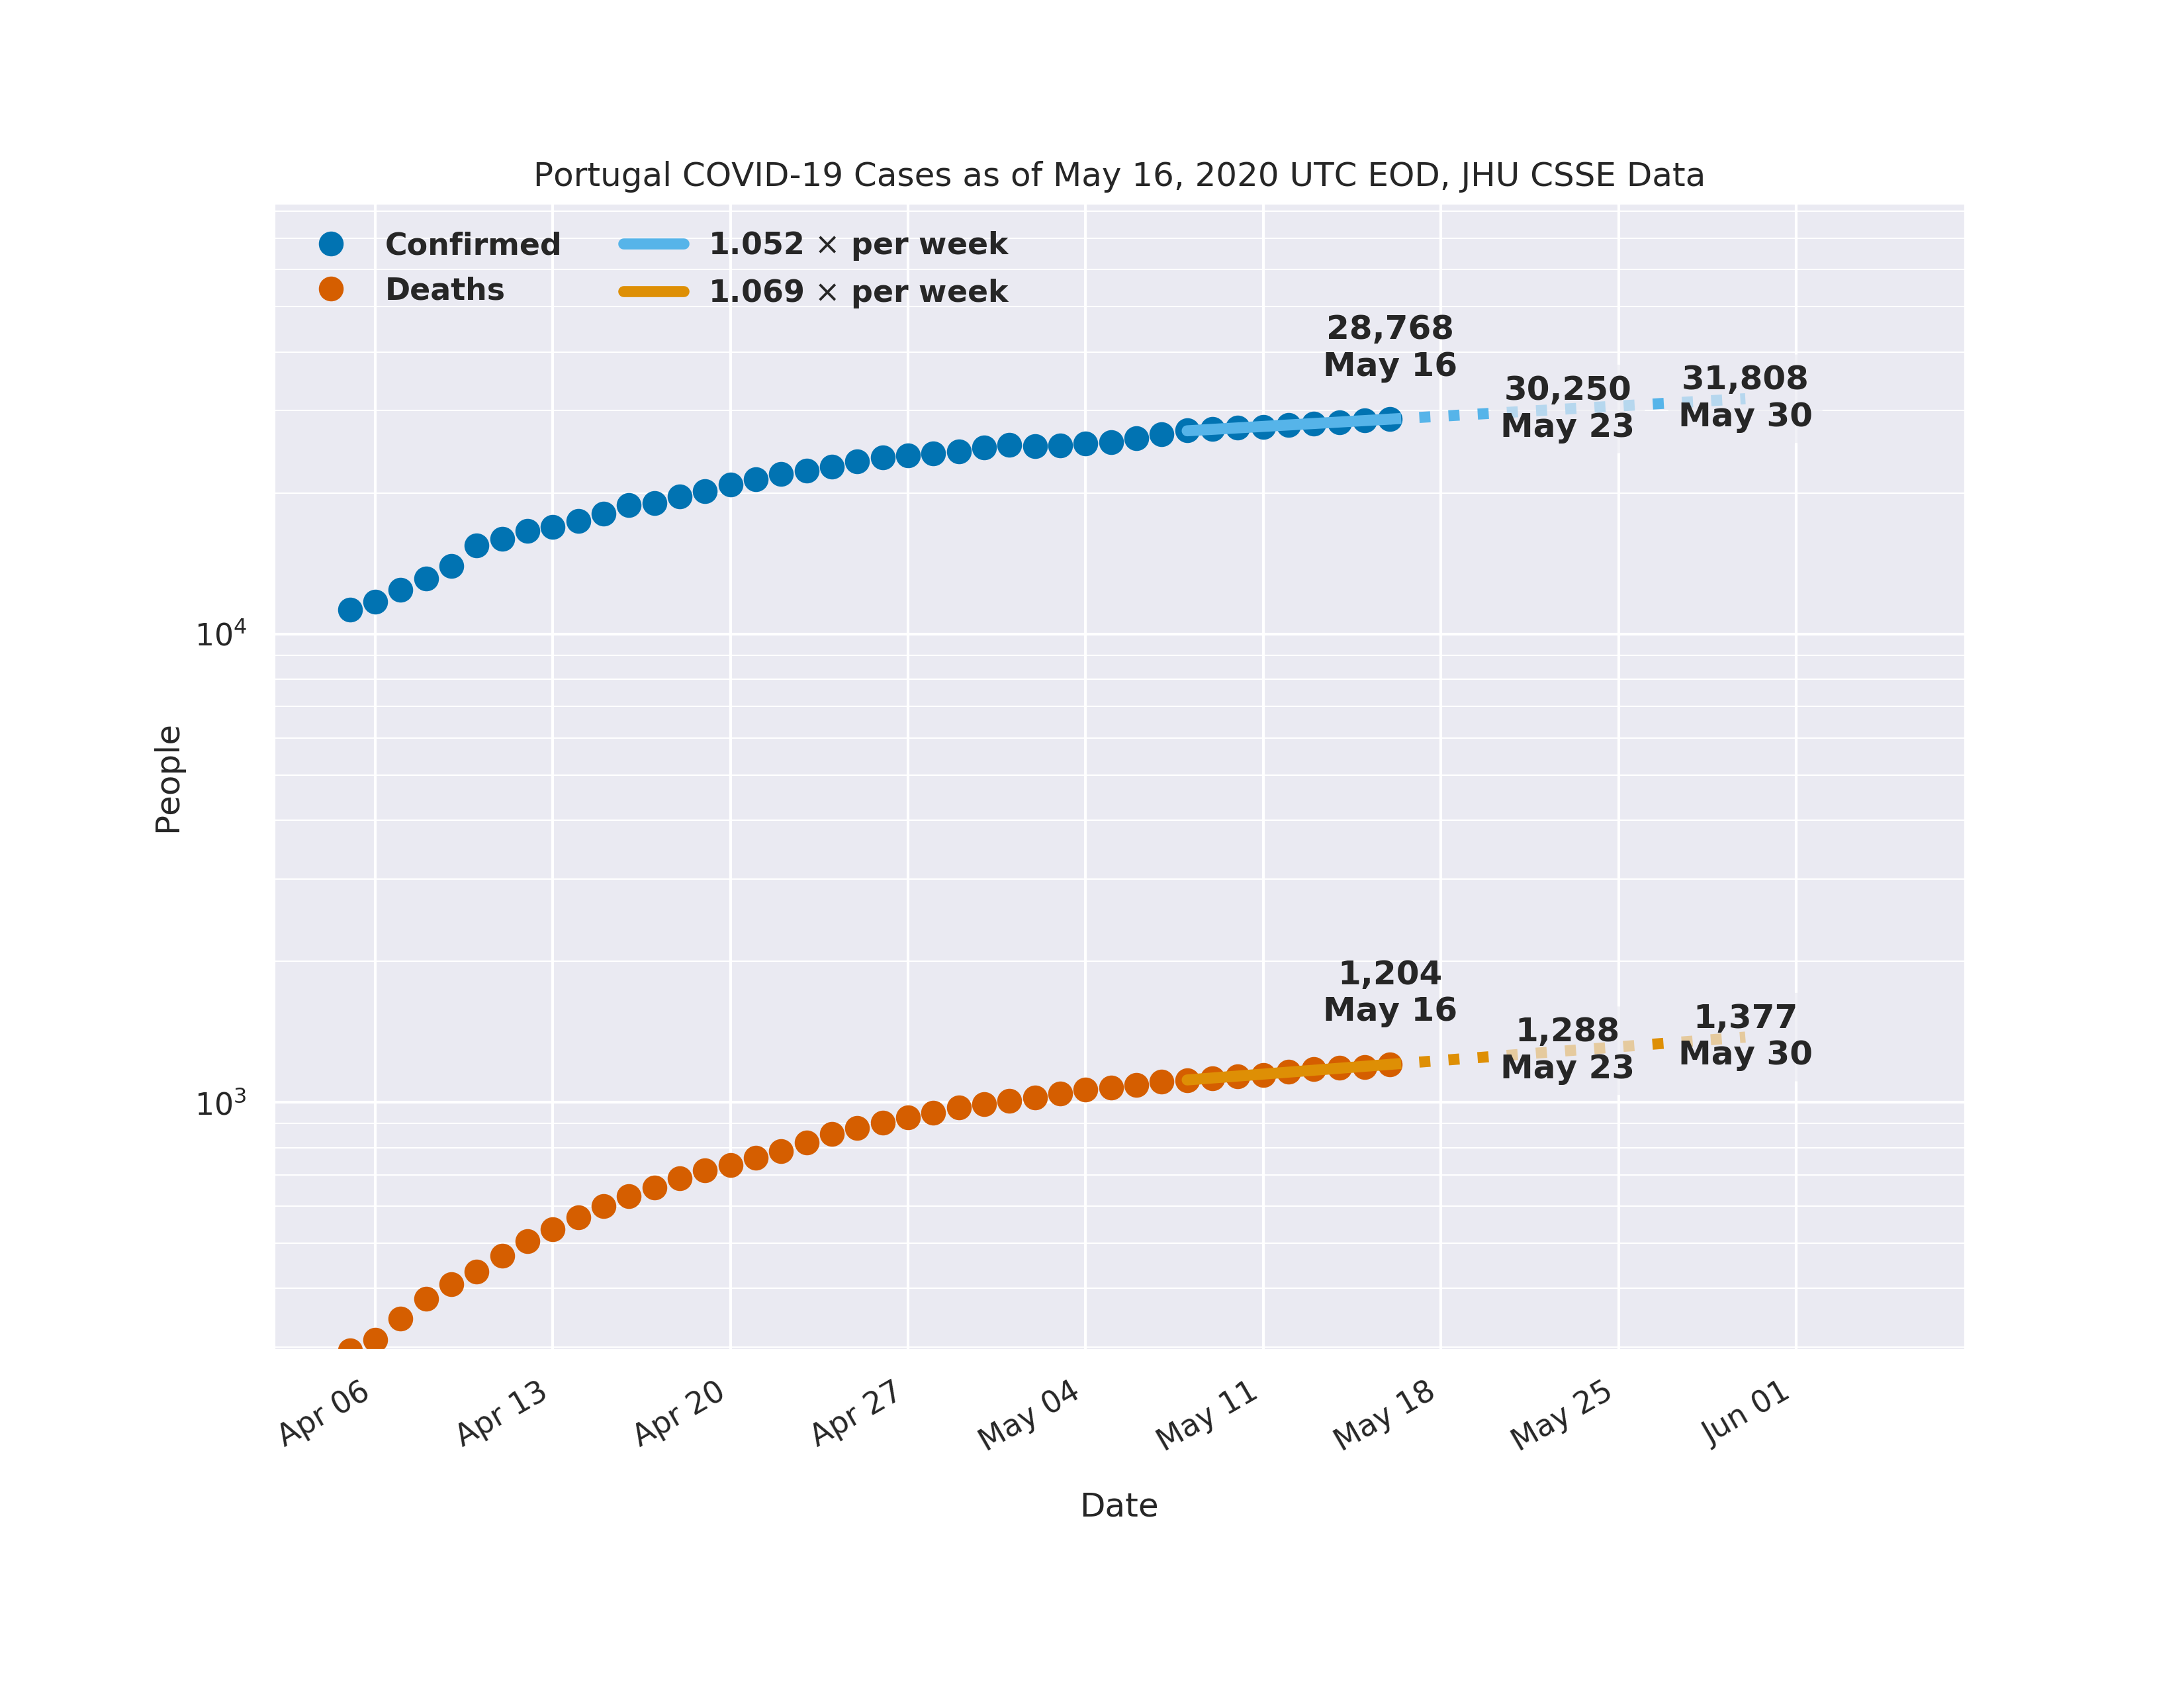 Portugal COVID-19 Cases as of May 16, 2020 UTC EOD, JHU CSSE Data
Confirmed
Deaths
1.052 × per week
1.069 × per week
28,768
May 16
30,250
May 23
31,808
May 30
10⁴
People
1,204
May 16
1,288
May 23
1,377
May 30
10³
Apr 06
Apr 13
Apr 20
Apr 27
May 04
May 11
May 18
May 25
Jun 01
Date